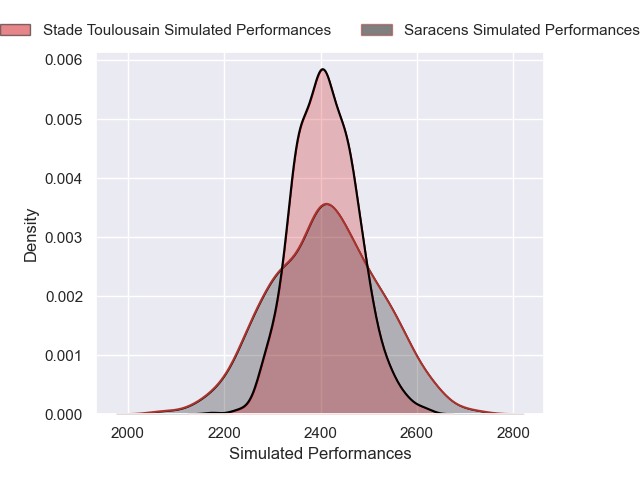 Stade Toulousain Simulated Performances Saracens Simulated Performances
0.006
0.005
0.004
0.003
0.002
0.001
0.000
Density
2000 2200 2400 2600 2800
Simulated Performances